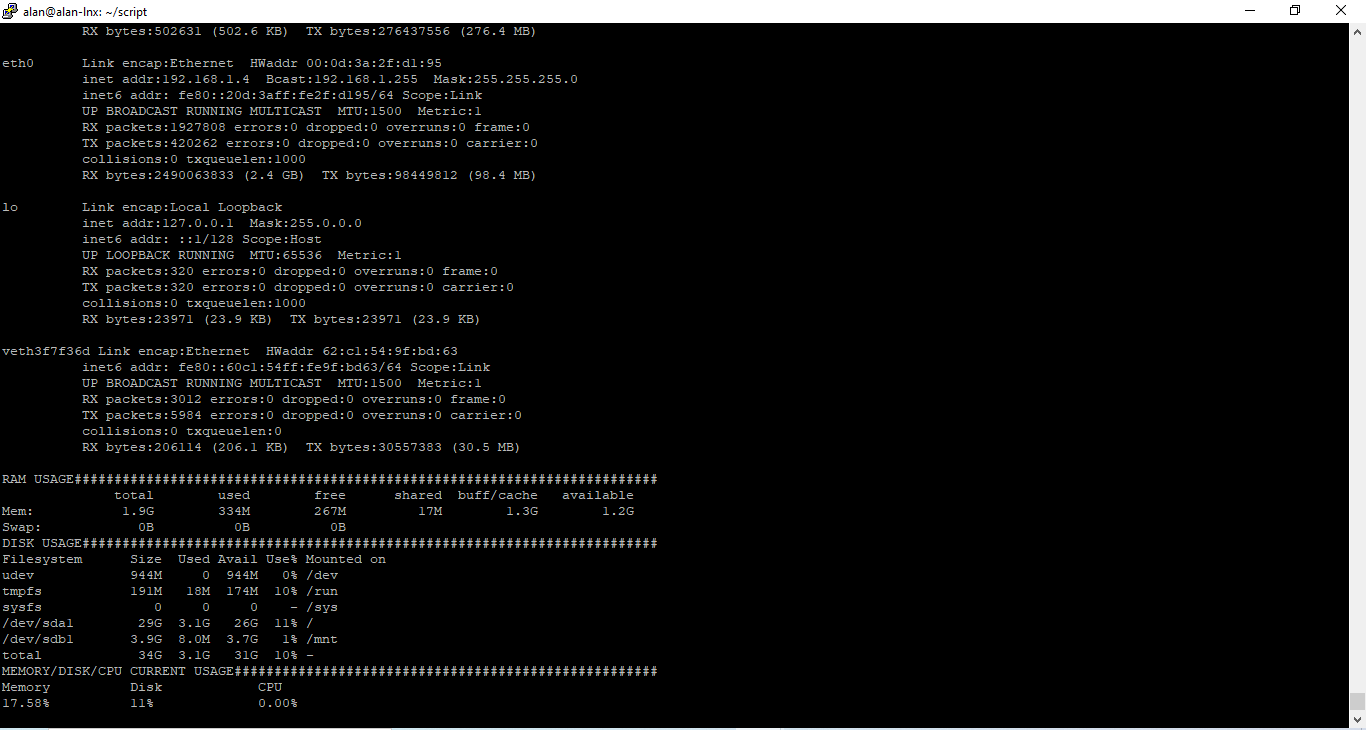 alan@alan-lnx: ~/script
RX bytes:502631 (502.6 KB)  TX bytes:276437556 (276.4 MB)
eth0      Link encap:Ethernet  HWaddr 00:0d:3a:2f:d1:95
          inet addr:192.168.1.4  Bcast:192.168.1.255  Mask:255.255.255.0
          inet6 addr: fe80::20d:3aff:fe2f:d195/64 Scope:Link
          UP BROADCAST RUNNING MULTICAST  MTU:1500  Metric:1
          RX packets:1927808 errors:0 dropped:0 overruns:0 frame:0
          TX packets:420262 errors:0 dropped:0 overruns:0 carrier:0
          collisions:0 txqueuelen:1000
          RX bytes:2490063833 (2.4 GB)  TX bytes:98449812 (98.4 MB)
lo        Link encap:Local Loopback
          inet addr:127.0.0.1  Mask:255.0.0.0
          inet6 addr: ::1/128 Scope:Host
          UP LOOPBACK RUNNING  MTU:65536  Metric:1
          RX packets:320 errors:0 dropped:0 overruns:0 frame:0
          TX packets:320 errors:0 dropped:0 overruns:0 carrier:0
          collisions:0 txqueuelen:1000
          RX bytes:23971 (23.9 KB)  TX bytes:23971 (23.9 KB)
veth3f7f36d Link encap:Ethernet  HWaddr 62:c1:54:9f:bd:63
          inet6 addr: fe80::60c1:54ff:fe9f:bd63/64 Scope:Link
          UP BROADCAST RUNNING MULTICAST  MTU:1500  Metric:1
          RX packets:3012 errors:0 dropped:0 overruns:0 frame:0
          TX packets:5984 errors:0 dropped:0 overruns:0 carrier:0
          collisions:0 txqueuelen:0
          RX bytes:206114 (206.1 KB)  TX bytes:30557383 (30.5 MB)
RAM USAGE#########################################################################
              total        used        free      shared  buff/cache   available
Mem:           1.9G        334M        267M         17M        1.3G        1.2G
Swap:            0B          0B          0B
DISK USAGE########################################################################
Filesystem      Size  Used Avail Use% Mounted on
udev            944M     0  944M   0% /dev
tmpfs           191M   18M  174M  10% /run
sysfs              0     0     0    - /sys
/dev/sda1        29G  3.1G   26G  11% /
/dev/sdb1       3.9G  8.0M  3.7G   1% /mnt
total            34G  3.1G   31G  10% -
MEMORY/DISK/CPU CURRENT USAGE#####################################################
Memory          Disk            CPU
17.58%          11%             0.00%